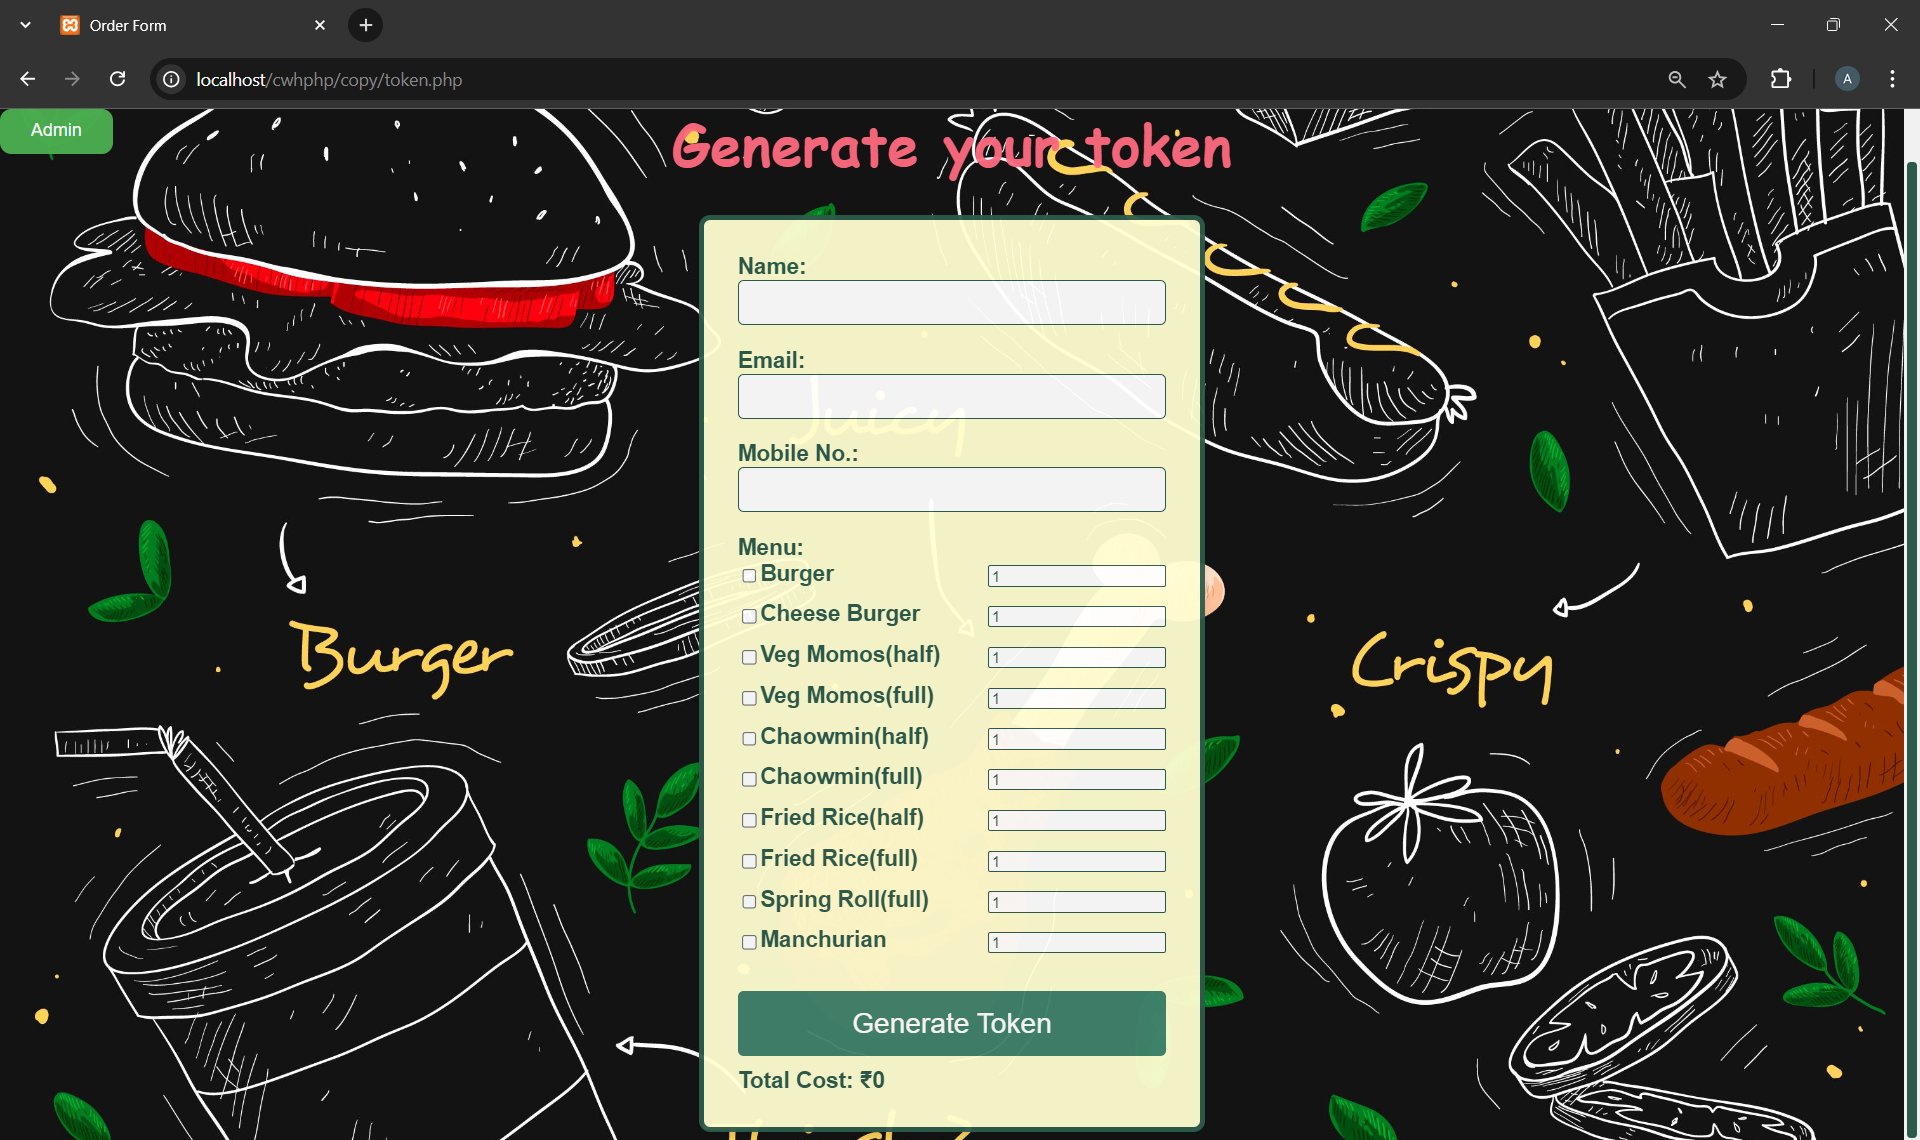 Order Form
localhost/cwhphp/copy/token.php
A
Admin
Generate your token
Name:
Email:
Juicy
Mobile No.:
Menu:
Burger 1
Cheese Burger 1
Veg Momos(half) 1
Veg Momos(full) 1
Chaowmin(half) 1
Chaowmin(full) 1
Fried Rice(half) 1
Fried Rice(full) 1
Spring Roll(full) 1
Manchurian 1
Generate Token
Total Cost: ₹0
Burger
Crispy